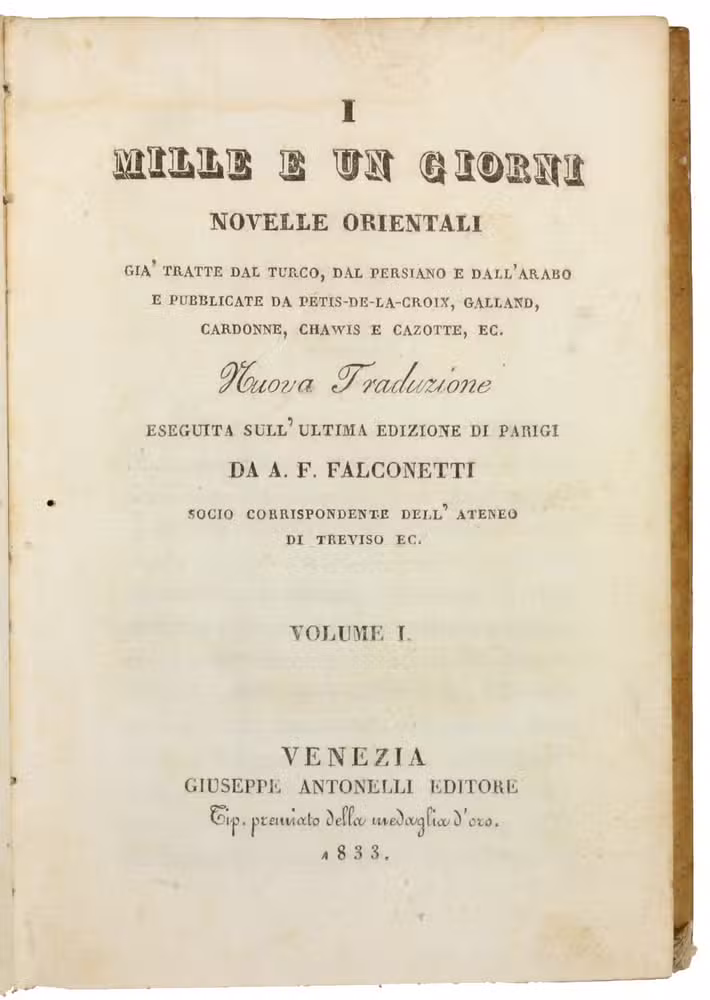 I
MILLE E UN GIORNI
NOVELLE ORIENTALI
GIA' TRATTE DAL TURCO, DAL PERSIANO E DALL'ARABO
E PUBBLICATE DA PETIS-DE-LA-CROIX, GALLAND,
CARDONNE, CHAWIS E CAZOTTE, EC.
Nuova Traduzione
ESEGUITA SULL' ULTIMA EDIZIONE DI PARIGI
DA A. F. FALCONETTI
SOCIO CORRISPONDENTE DELL' ATENEO
DI TREVISO EC.
VOLUME I.
VENEZIA
GIUSEPPE ANTONELLI EDITORE
Tip. premiato della medaglia d'oro.
1833.